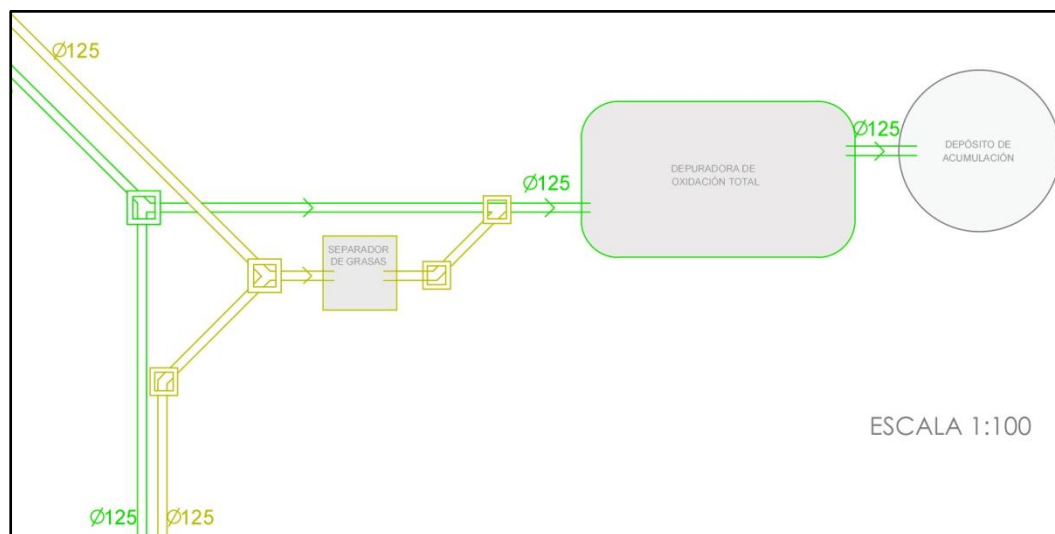 Ø125
Ø125
DEPÓSITO DE
ACUMULACIÓN
DEPURADORA DE
OXIDACIÓN TOTAL
Ø125
SEPARADOR
DE GRASAS
ESCALA 1:100
Ø125
Ø125